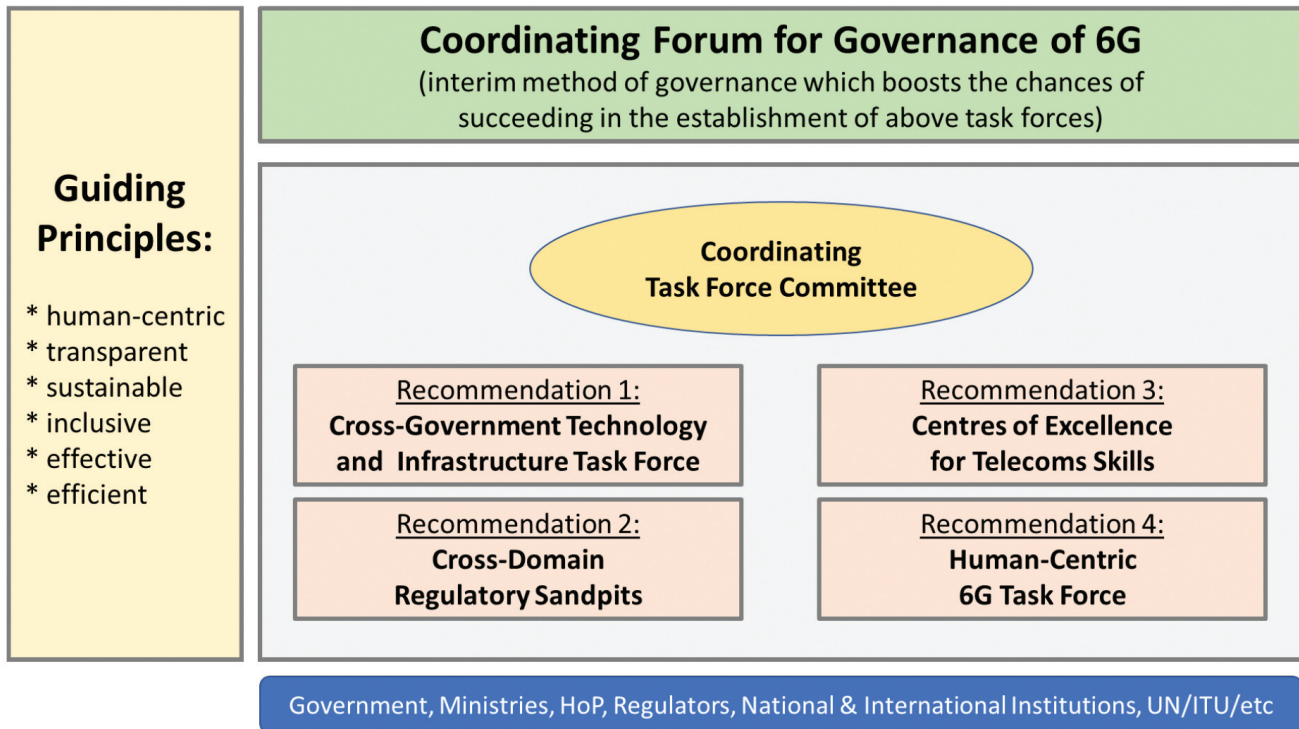 Guiding
Principles:
* human-centric
* transparent
* sustainable
* inclusive
* effective
* efficient
Coordinating Forum for Governance of 6G
(interim method of governance which boosts the chances of
succeeding in the establishment of above task forces)
Coordinating
Task Force Committee
Recommendation 1:
Cross-Government Technology
and Infrastructure Task Force
Recommendation 2:
Cross-Domain
Regulatory Sandpits
Recommendation 3:
Centres of Excellence
for Telecoms Skills
Recommendation 4:
Human-Centric
6G Task Force
Government, Ministries, HoP, Regulators, National & International Institutions, UN/ITU/etc